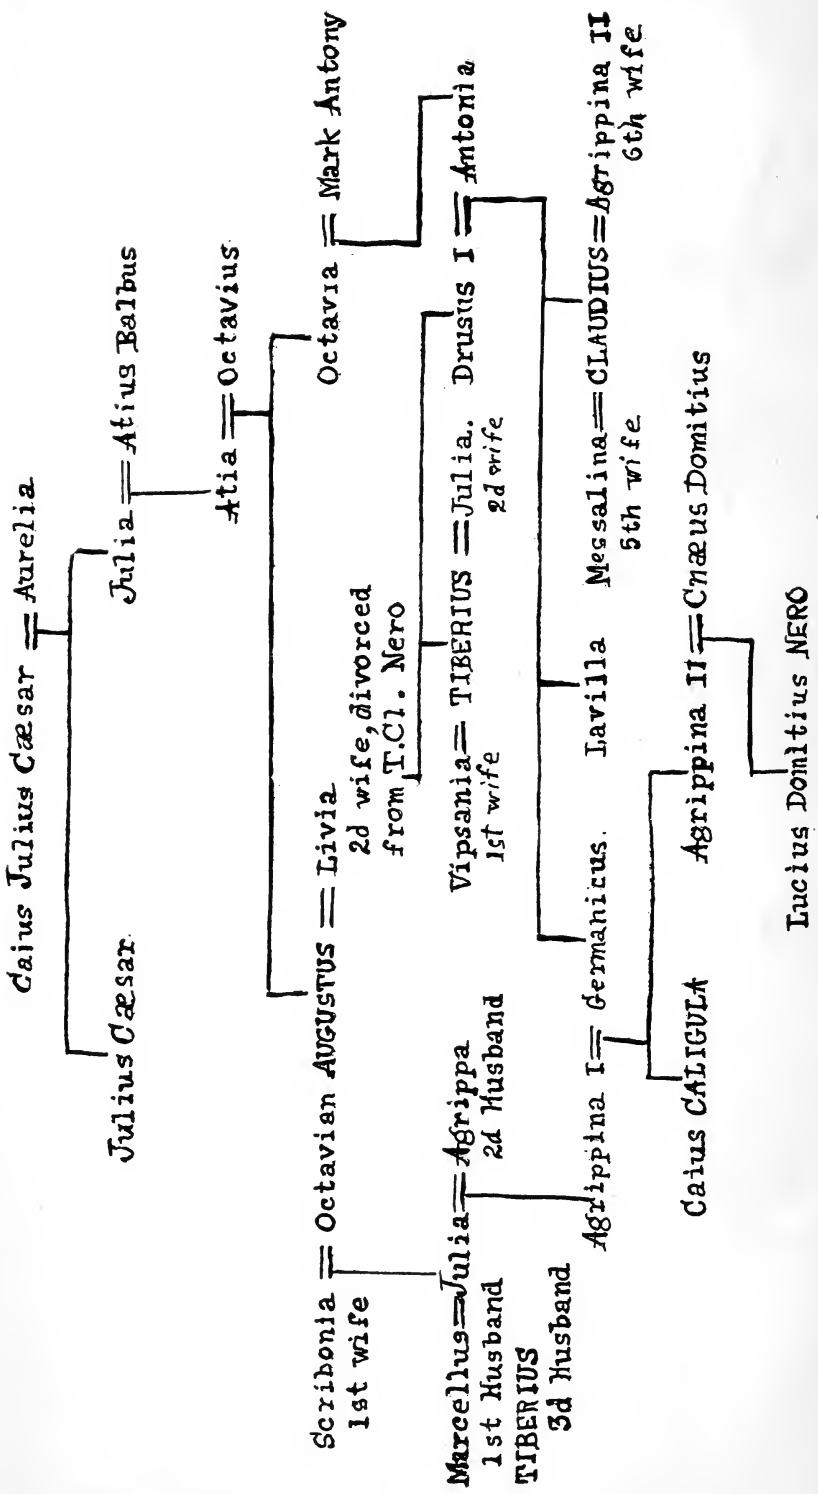 Caius Julius Cæsar = Aurelia
Julius Cæsar Julia = Atius Balbus
Atia = Octavius
Scribonia = Octavian AUGUSTUS = Livia Octavia = Mark Antony
1st wife 2d wife, divorced
from T.Cl. Nero
Marcellus = Julia = Agrippa Vipsania = TIBERIUS = Julia. Drusus I = Antonia
1st Husband 2d Husband 1st wife 2d wife
TIBERIUS
3d Husband
Agrippina I = Germanicus. Lavilla Messalina = CLAUDIUS = Agrippina II
5th wife 6th wife
Caius CALIGULA Agrippina II = Cnæus Domitius
Lucius Domitius NERO